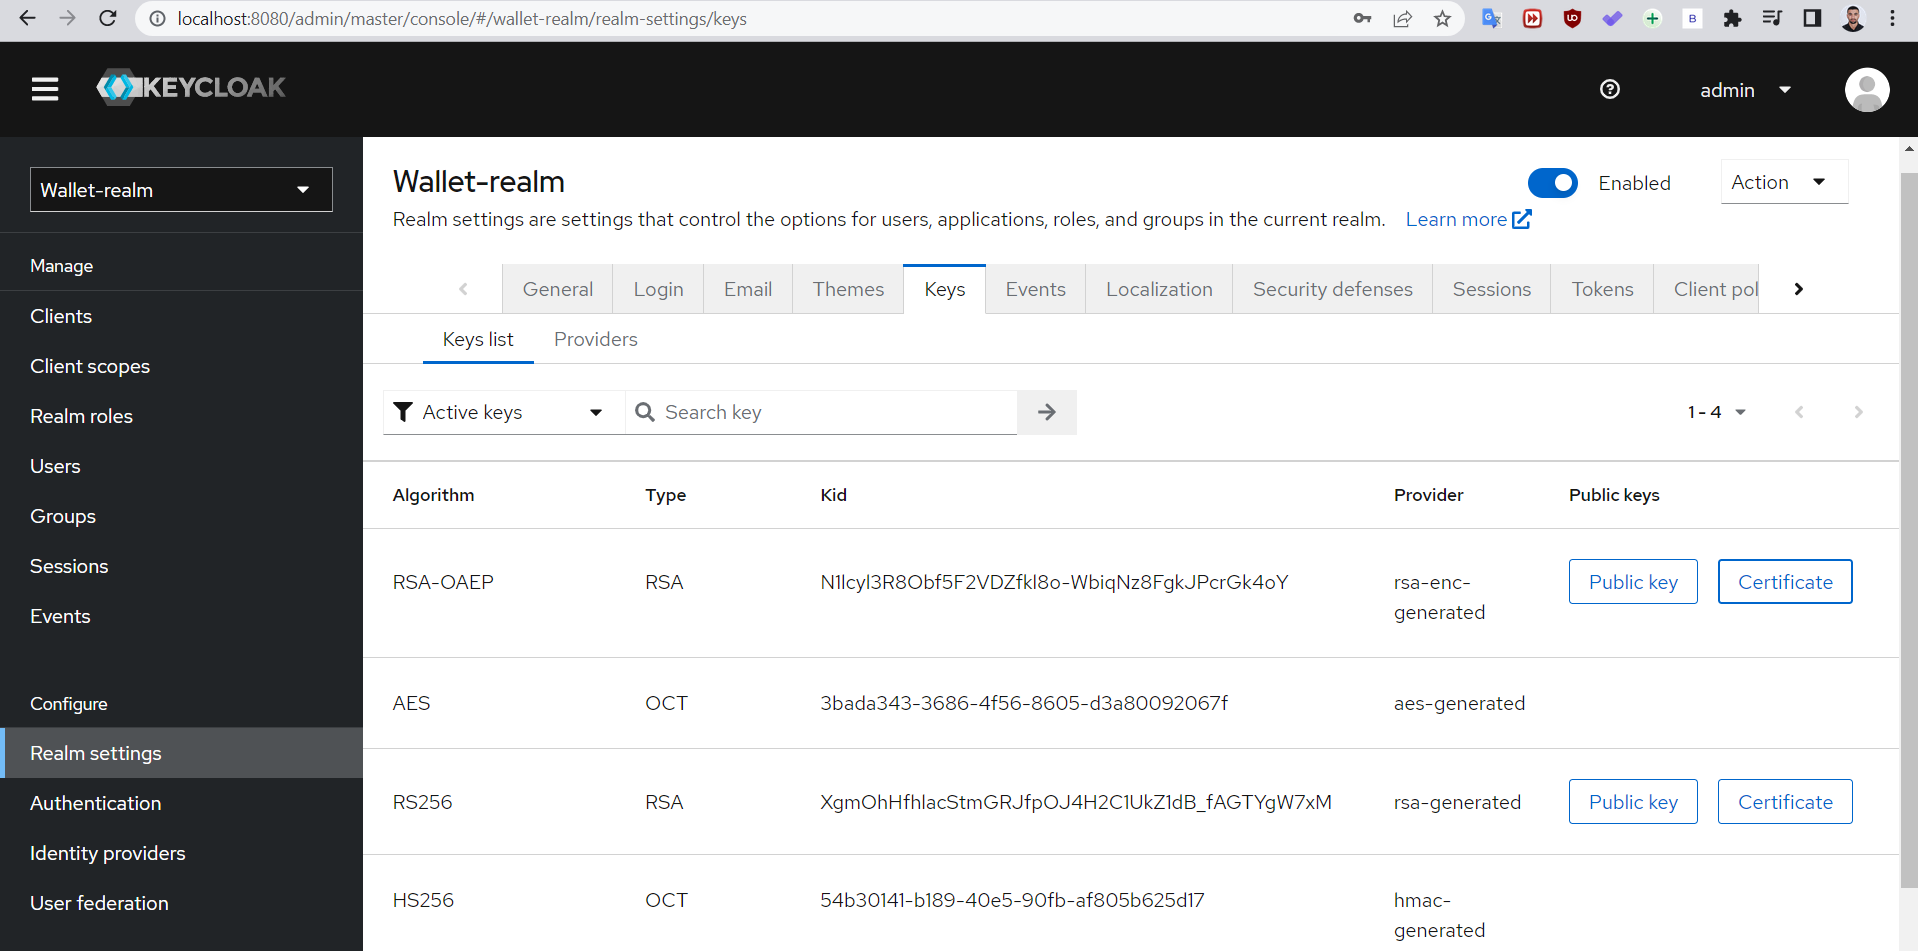 localhost:8080/admin/master/console/#/wallet-realm/realm-settings/keys
KEYCLOAK
admin
Wallet-realm
Manage
Clients
Client scopes
Realm roles
Users
Groups
Sessions
Events
Configure
Realm settings
Authentication
Identity providers
User federation
Wallet-realm
Enabled
Action
Realm settings are settings that control the options for users, applications, roles, and groups in the current realm. Learn more
General Login Email Themes Keys Events Localization Security defenses Sessions Tokens Client pol
Keys list Providers
Active keys Search key 1 - 4
Algorithm Type Kid Provider Public keys
RSA-OAEP RSA N1lcyl3R8Obf5F2VDZfkl8o-WbiqNz8FgkJPcrGk4oY rsa-enc-
generated Public key Certificate
AES OCT 3bada343-3686-4f56-8605-d3a80092067f aes-generated
RS256 RSA XgmOhHfhlacStmGRJfpOJ4H2C1UkZ1dB_fAGTYgW7xM rsa-generated Public key Certificate
HS256 OCT 54b30141-b189-40e5-90fb-af805b625d17 hmac-
generated